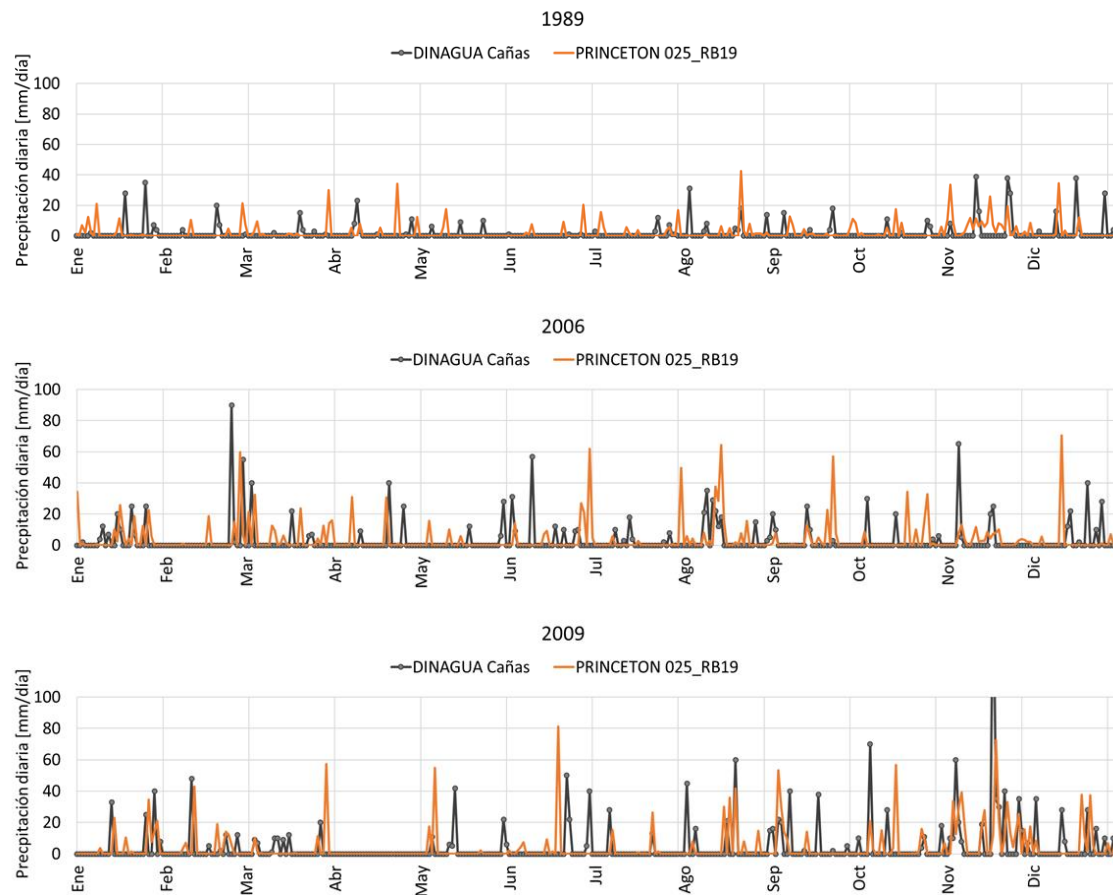 1989
DINAGUA Cañas PRINCETON 025_RB19
Precpitación diaria [mm/día]
100
80
60
40
20
0
Ene Feb Mar Abr May Jun Jul Ago Sep Oct Nov Dic
2006
DINAGUA Cañas PRINCETON 025_RB19
Precpitación diaria [mm/día]
100
80
60
40
20
0
Ene Feb Mar Abr May Jun Jul Ago Sep Oct Nov Dic
2009
DINAGUA Cañas PRINCETON 025_RB19
Precpitación diaria [mm/día]
100
80
60
40
20
0
Ene Feb Mar Abr May Jun Jul Ago Sep Oct Nov Dic